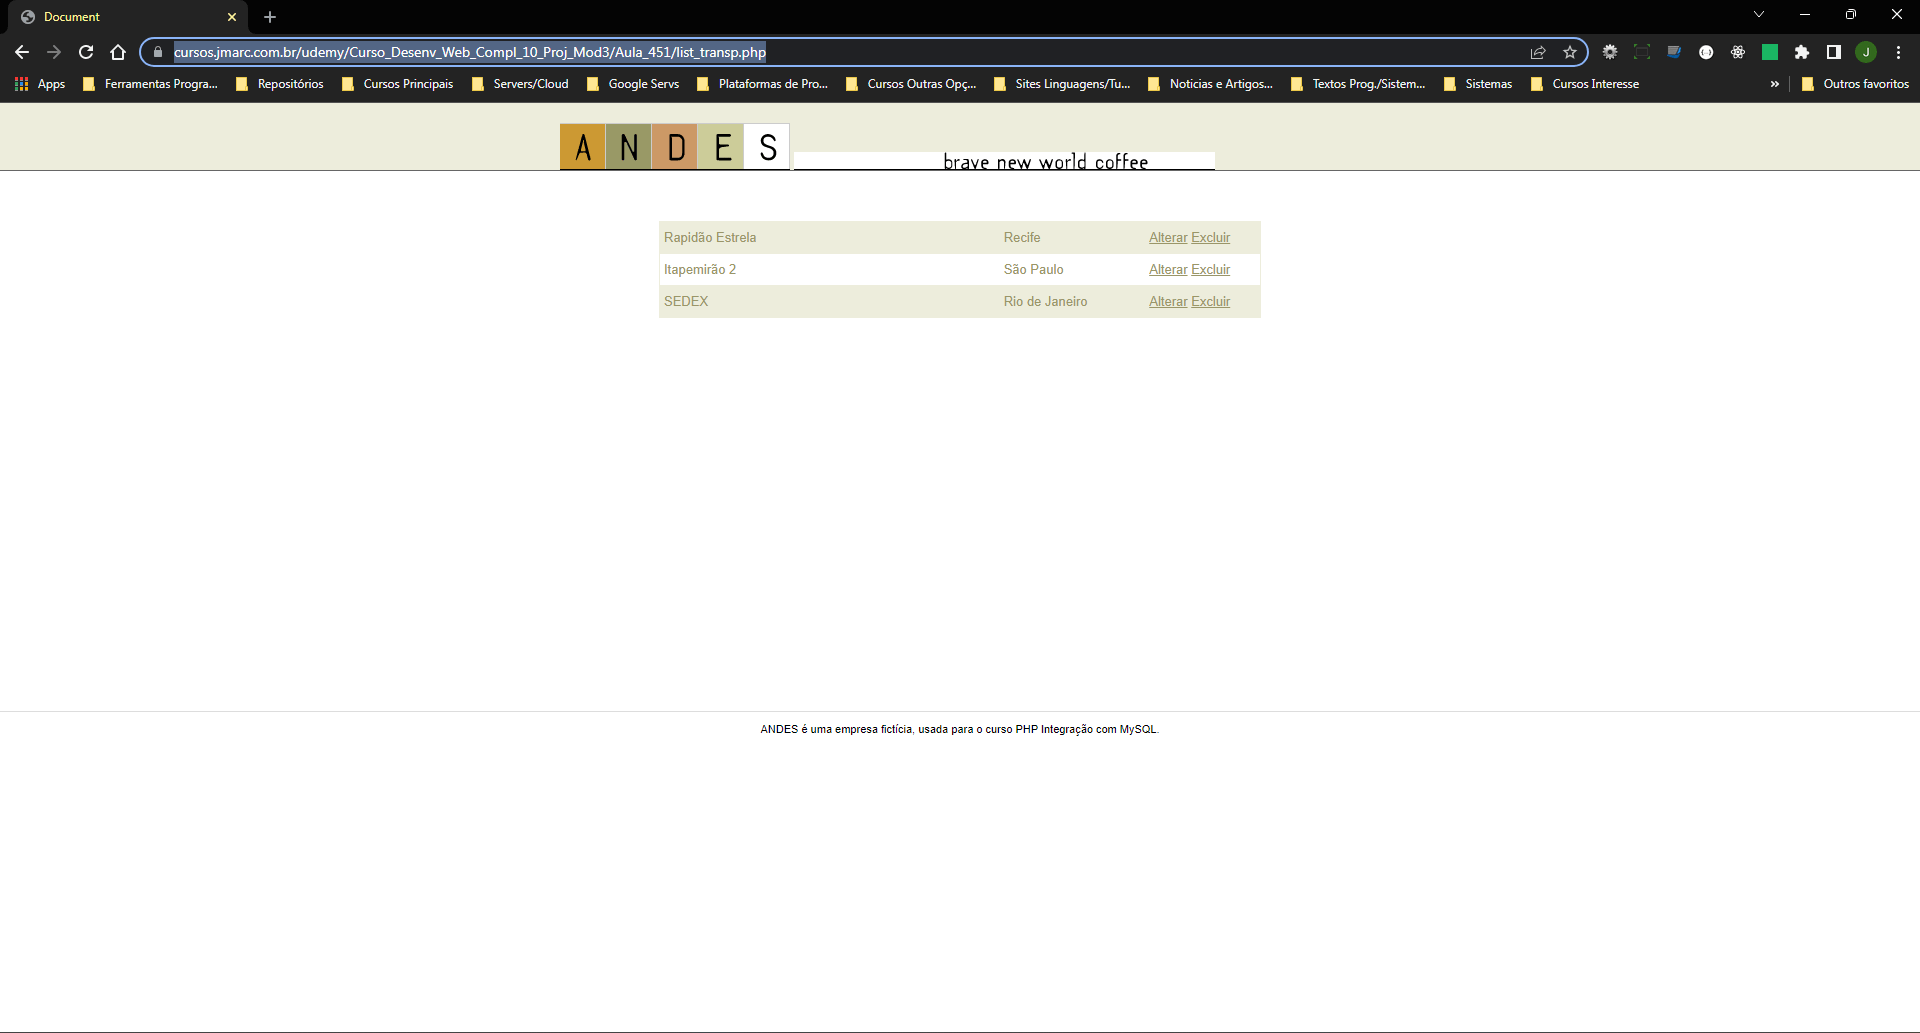 Document
cursos.jmarc.com.br/udemy/Curso_Desenv_Web_Compl_10_Proj_Mod3/Aula_451/list_transp.php
J
Apps Ferramentas Progra... Repositórios Cursos Principais Servers/Cloud Google Servs Plataformas de Pro... Cursos Outras Opç... Sites Linguagens/Tu... Noticias e Artigos... Textos Prog./Sistem... Sistemas Cursos Interesse » Outros favoritos
ANDES brave new world coffee
Rapidão Estrela Recife Alterar Excluir
Itapemirão 2 São Paulo Alterar Excluir
SEDEX Rio de Janeiro Alterar Excluir
ANDES é uma empresa fictícia, usada para o curso PHP Integração com MySQL.